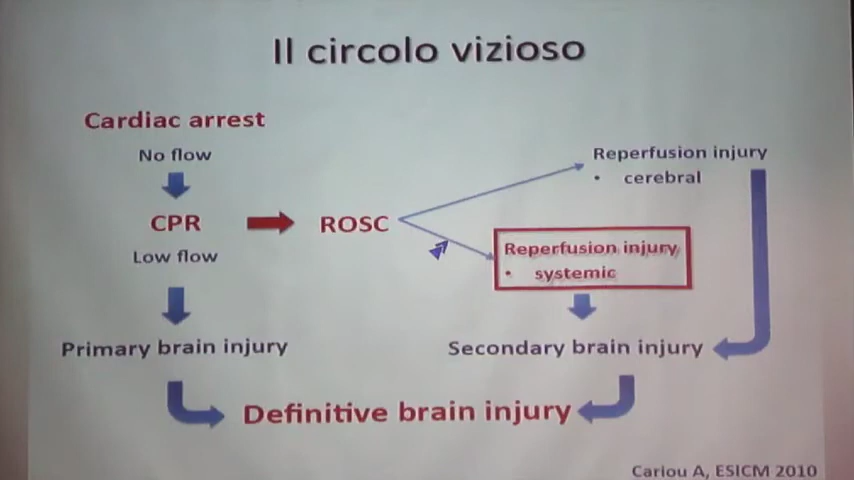 Il circolo vizioso
Cardiac arrest
No flow
CPR
Low flow
ROSC
Reperfusion injury
• cerebral
Reperfusion injury
• systemic
Primary brain injury
Secondary brain injury
Definitive brain injury
Cariou A, ESICM 2010